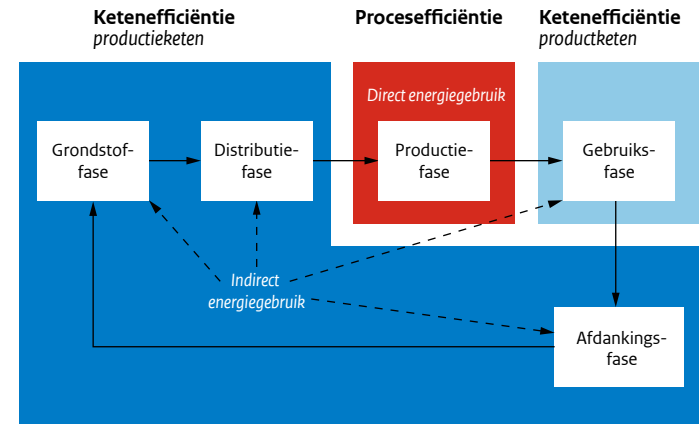 Ketenefficiëntie
productieketen
Procesefficiëntie
Ketenefficiëntie
productketen
Direct energiegebruik
Grondstof-
fase
Distributie-
fase
Productie-
fase
Gebruiks-
fase
Indirect
energiegebruik
Afdankings-
fase